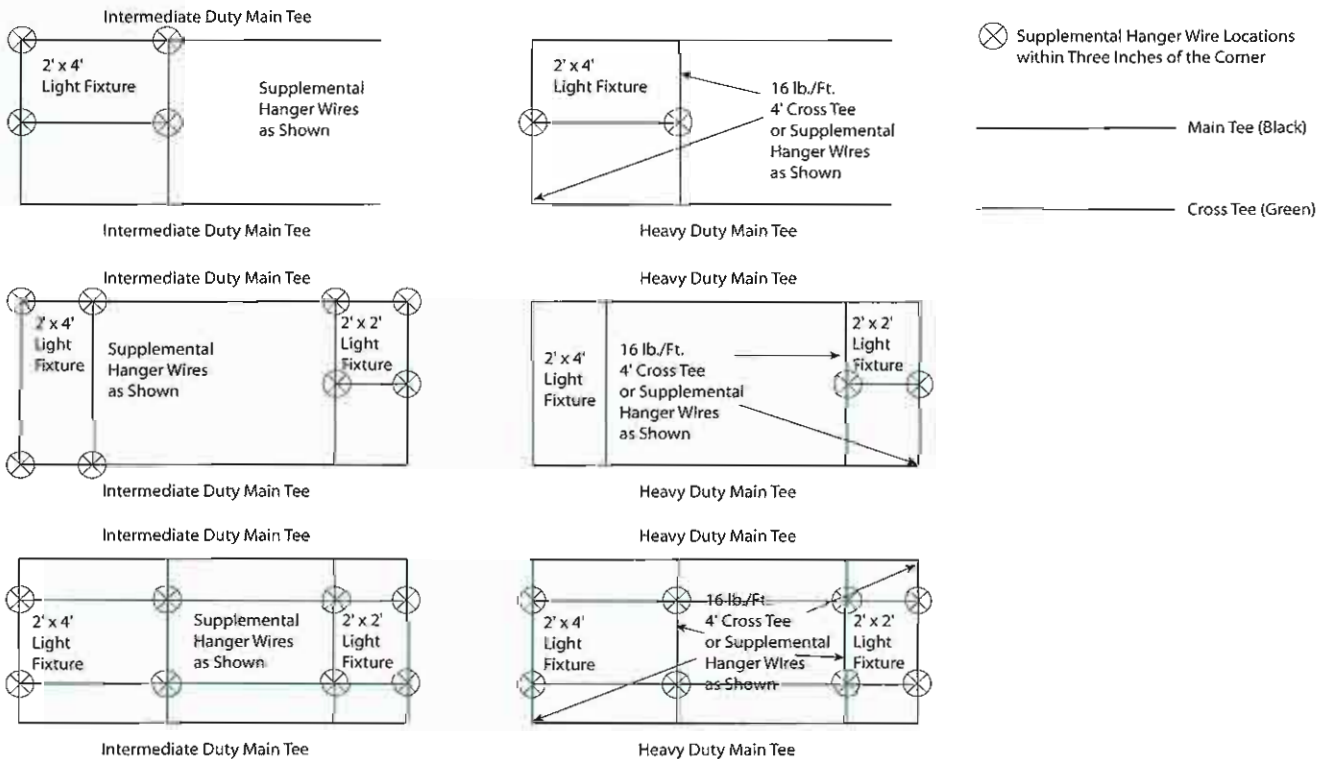 Intermediate Duty Main Tee
2' x 4'
Light Fixture
Supplemental
Hanger Wires
as Shown
Intermediate Duty Main Tee
2' x 4'
Light Fixture
16 lb./Ft.
4' Cross Tee
or Supplemental
Hanger Wires
as Shown
Heavy Duty Main Tee
Supplemental Hanger Wire Locations
within Three Inches of the Corner
Main Tee (Black)
Cross Tee (Green)
Intermediate Duty Main Tee
2' x 4'
Light
Fixture
Supplemental
Hanger Wires
as Shown
2' x 2'
Light
Fixture
Intermediate Duty Main Tee
Heavy Duty Main Tee
2' x 4'
Light
Fixture
16 lb./Ft.
4' Cross Tee
or Supplemental
Hanger Wires
as Shown
2' x 2'
Light
Fixture
Heavy Duty Main Tee
Intermediate Duty Main Tee
2' x 4'
Light
Fixture
Supplemental
Hanger Wires
as Shown
2' x 2'
Light
Fixture
Intermediate Duty Main Tee
Heavy Duty Main Tee
2' x 4'
Light
Fixture
16 lb./Ft.
4' Cross Tee
or Supplemental
Hanger Wires
as Shown
2' x 2'
Light
Fixture
Heavy Duty Main Tee